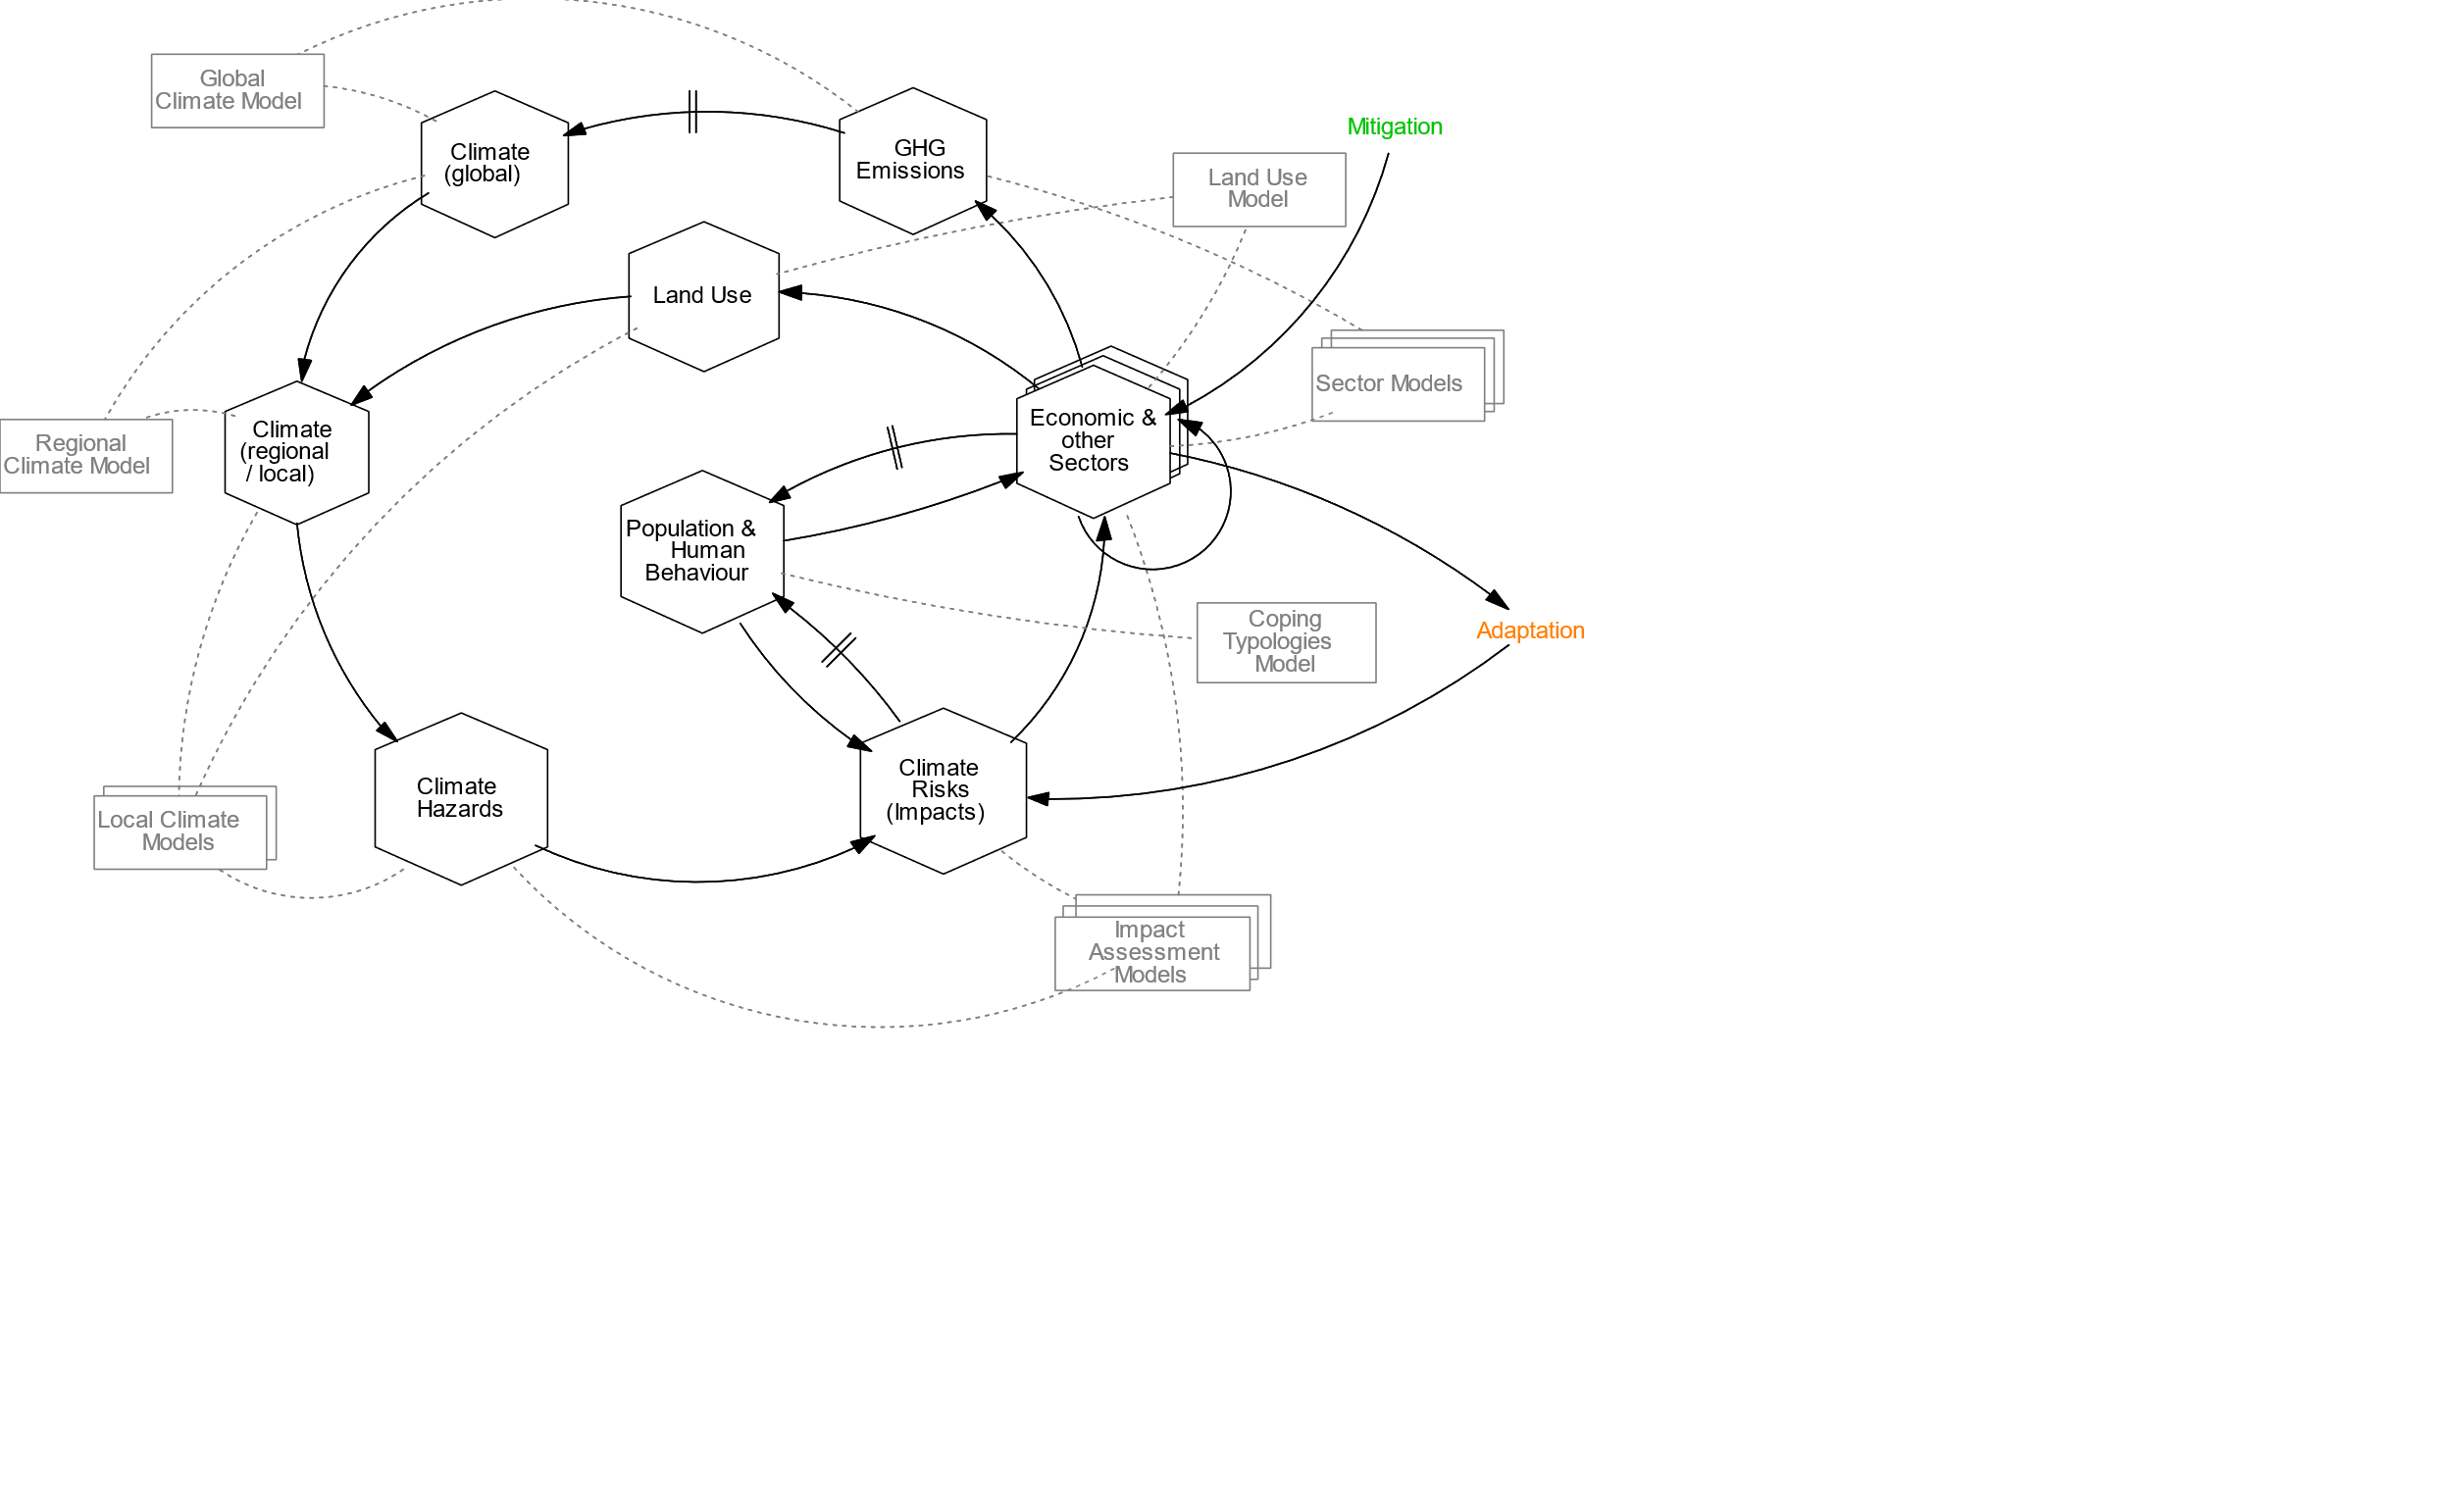 Global
Climate Model
Climate
(global)
GHG
Emissions
Mitigation
Land Use
Model
Land Use
Sector Models
Regional
Climate Model
Climate
(regional
/ local)
Economic &
other
Sectors
Population &
Human
Behaviour
Coping
Typologies
Model
Adaptation
Local Climate
Models
Climate
Hazards
Climate
Risks
(Impacts)
Impact
Assessment
Models